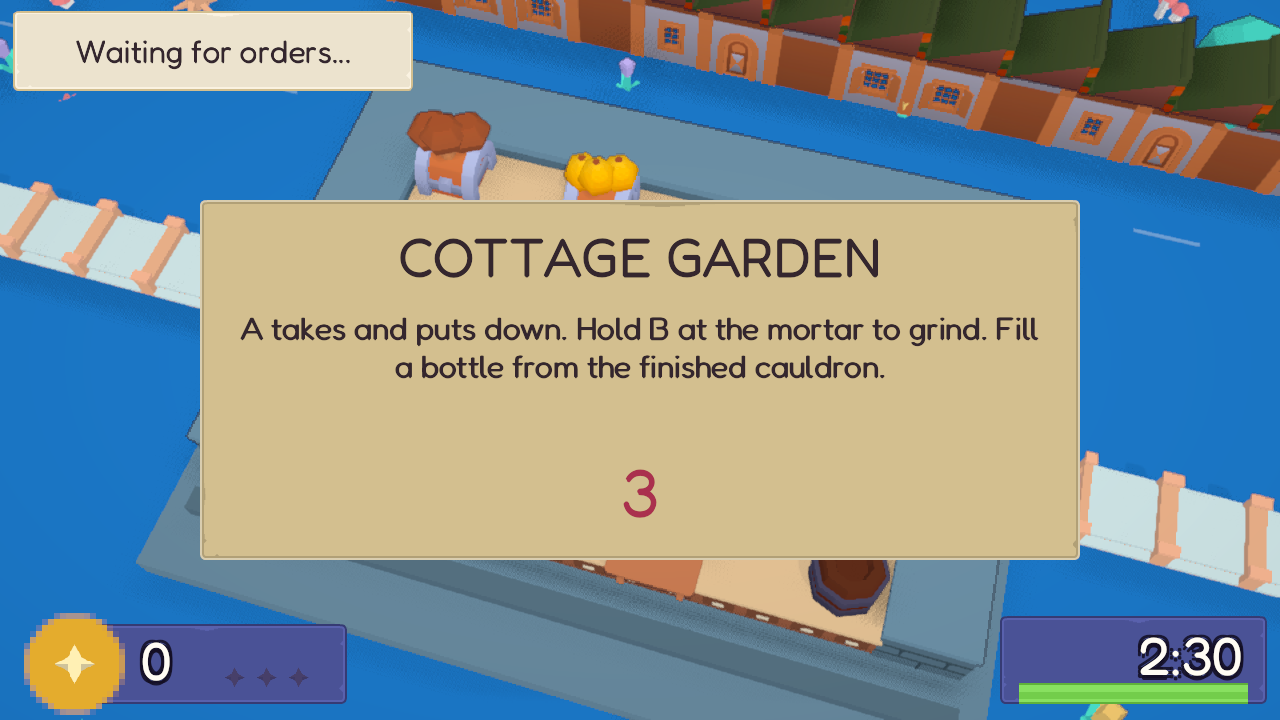 Waiting for orders...
COTTAGE GARDEN
A takes and puts down. Hold B at the mortar to grind. Fill
a bottle from the finished cauldron.
3
0
2:30